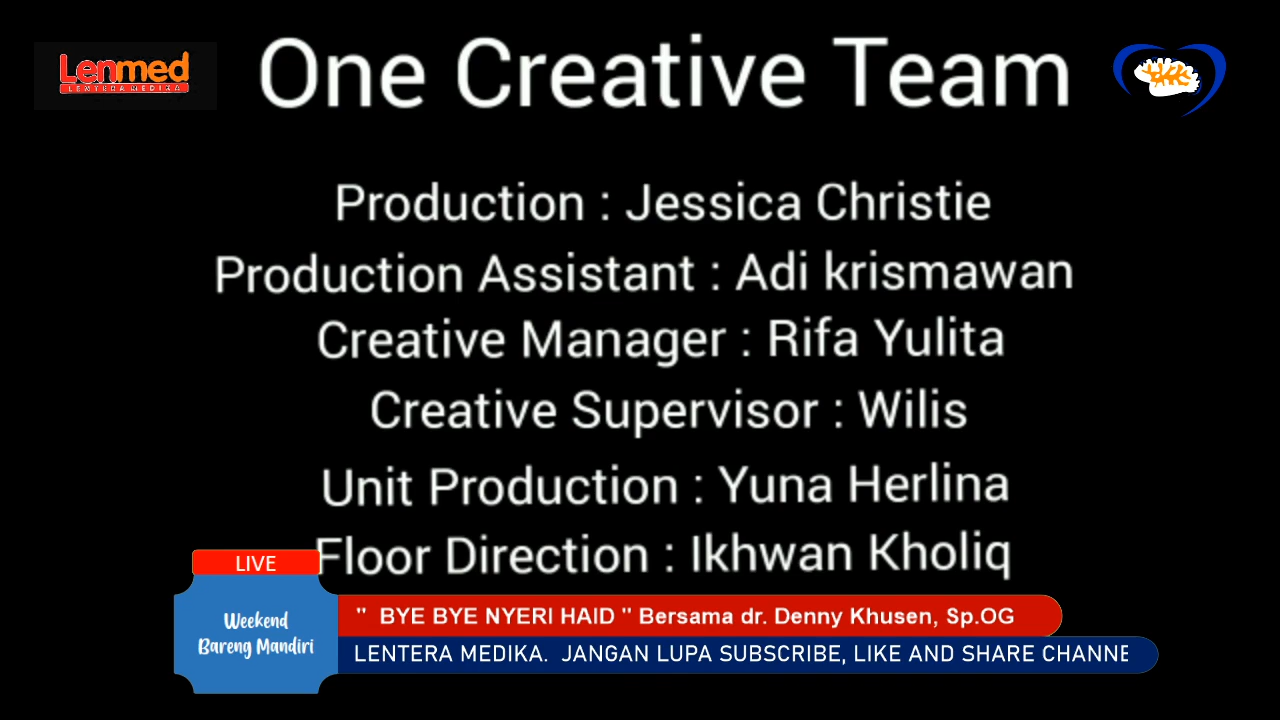 Lenmed
LENTERA MEDIKA
One Creative Team
Production : Jessica Christie
Production Assistant : Adi krismawan
Creative Manager : Rifa Yulita
Creative Supervisor : Wilis
Unit Production : Yuna Herlina
Floor Direction : Ikhwan Kholiq
LIVE
Weekend
Bareng Mandiri
" BYE BYE NYERI HAID " Bersama dr. Denny Khusen, Sp.OG
LENTERA MEDIKA. JANGAN LUPA SUBSCRIBE, LIKE AND SHARE CHANNE